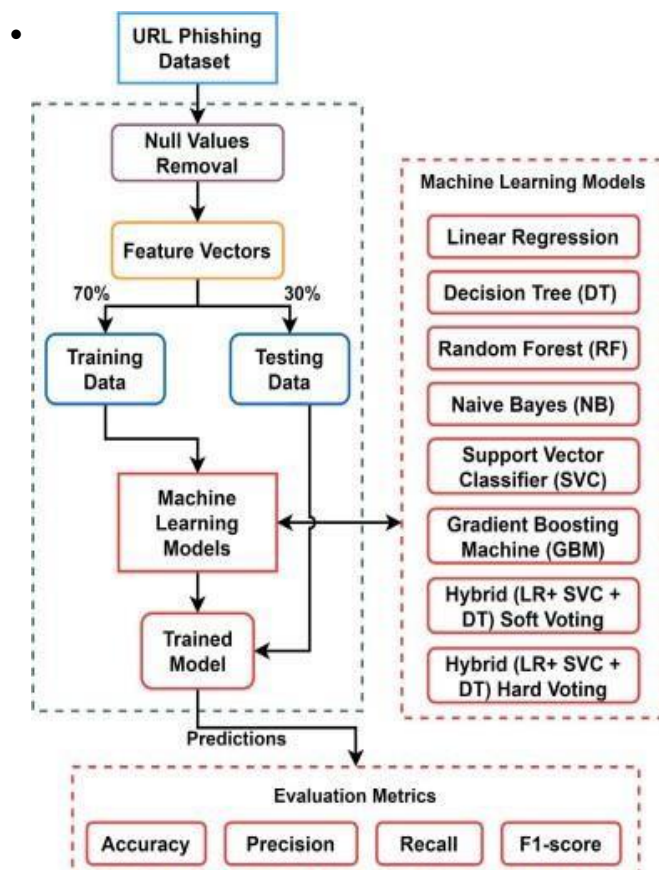 URL Phishing
Dataset
Null Values
Removal
Feature Vectors
70%
30%
Training
Data
Testing
Data
Machine
Learning
Models
Trained
Model
Predictions
Machine Learning Models
Linear Regression
Decision Tree (DT)
Random Forest (RF)
Naive Bayes (NB)
Support Vector
Classifier (SVC)
Gradient Boosting
Machine (GBM)
Hybrid (LR+ SVC +
DT) Soft Voting
Hybrid (LR+ SVC +
DT) Hard Voting
Evaluation Metrics
Accuracy
Precision
Recall
F1-score